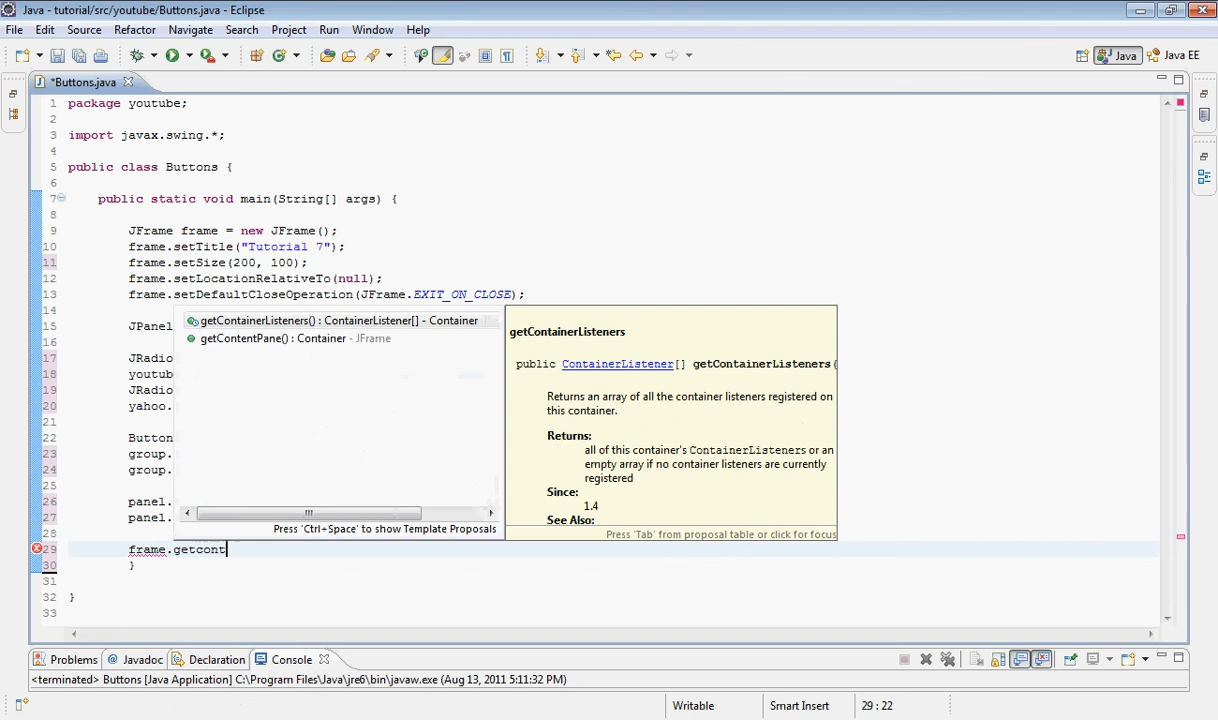 Java - tutorial/src/youtube/Buttons.java - Eclipse
File Edit Source Refactor Navigate Search Project Run Window Help
Java Java EE
*Buttons.java
1 package youtube;
2
3 import javax.swing.*;
4
5 public class Buttons {
6
7 public static void main(String[] args) {
8
9 JFrame frame = new JFrame();
10 frame.setTitle("Tutorial 7");
11 frame.setSize(200, 100);
12 frame.setLocationRelativeTo(null);
13 frame.setDefaultCloseOperation(JFrame.EXIT_ON_CLOSE);
14
15 JPanel
16
17 JRadio
18 youtub
19 JRadio
20 yahoo.
21
22 Button
23 group.
24 group.
25
26 panel.
27 panel.
28
29 frame.getcont
30 }
31
32 }
33
getContainerListeners() : ContainerListener[] - Container
getContentPane() : Container - JFrame
Press 'Ctrl+Space' to show Template Proposals
getContainerListeners
public ContainerListener[] getContainerListeners(
Returns an array of all the container listeners registered on
this container.
Returns:
all of this container's ContainerListeners or an
empty array if no container listeners are currently
registered
Since:
1.4
See Also:
Press 'Tab' from proposal table or click for focus
Problems Javadoc Declaration Console
<terminated> Buttons [Java Application] C:\Program Files\Java\jre6\bin\javaw.exe (Aug 13, 2011 5:11:32 PM)
Writable Smart Insert 29 : 22